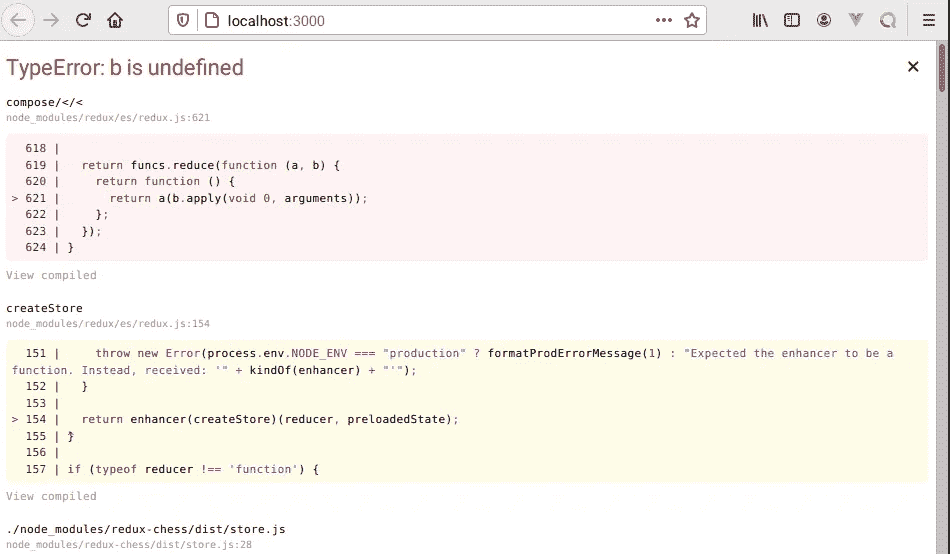 localhost:3000
TypeError: b is undefined
×
compose/</<
node_modules/redux/es/redux.js:621
618 |
619 |   return funcs.reduce(function (a, b) {
620 |     return function () {
> 621 |       return a(b.apply(void 0, arguments));
622 |     };
623 |   });
624 | }
View compiled
createStore
node_modules/redux/es/redux.js:154
151 |     throw new Error(process.env.NODE_ENV === "production" ? formatProdErrorMessage(1) : "Expected the enhancer to be a
function. Instead, received: '" + kindOf(enhancer) + "'");
152 |   }
153 |
> 154 |   return enhancer(createStore)(reducer, preloadedState);
155 | }
156 |
157 | if (typeof reducer !== 'function') {
View compiled
./node_modules/redux-chess/dist/store.js
node_modules/redux-chess/dist/store.js:28